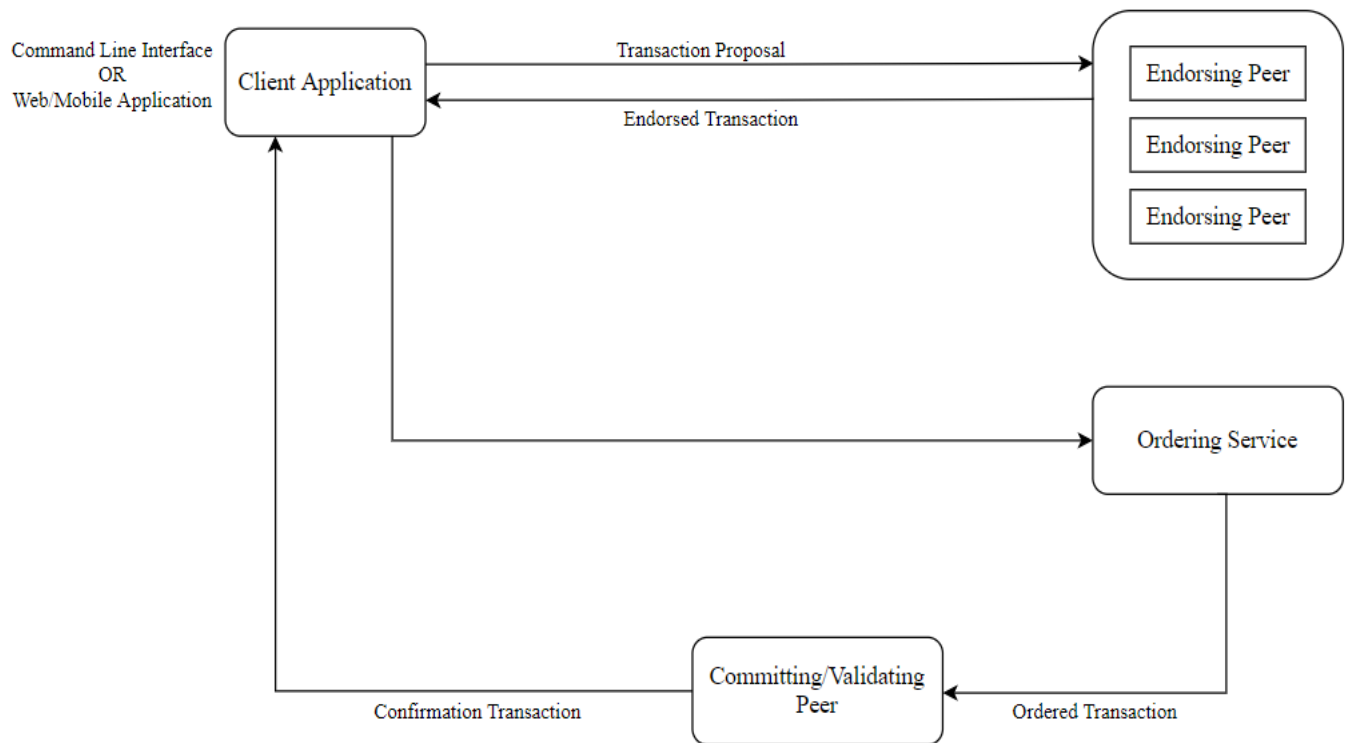 Command Line Interface
OR
Web/Mobile Application
Client Application
Transaction Proposal
Endorsed Transaction
Endorsing Peer
Endorsing Peer
Endorsing Peer
Ordering Service
Committing/Validating
Peer
Ordered Transaction
Confirmation Transaction